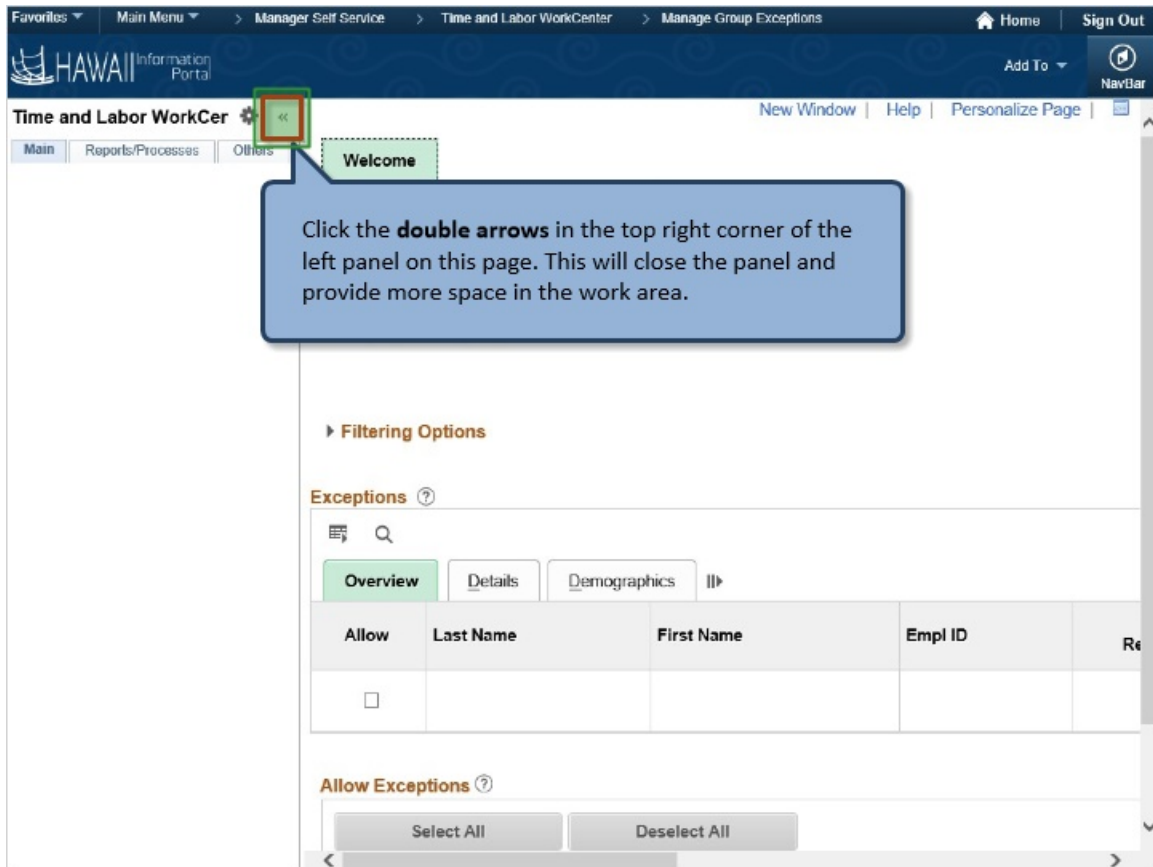 Favorites Main Menu > Manager Self Service > Time and Labor WorkCenter > Manage Group Exceptions Home Sign Out
HAWAII Information Portal
Add To
NavBar
Time and Labor WorkCer «
New Window | Help | Personalize Page |
Main Reports/Processes Others
Welcome
Click the double arrows in the top right corner of the
left panel on this page. This will close the panel and
provide more space in the work area.
Filtering Options
Exceptions ?
Overview Details Demographics
Allow Last Name First Name Empl ID Re
Allow Exceptions ?
Select All Deselect All